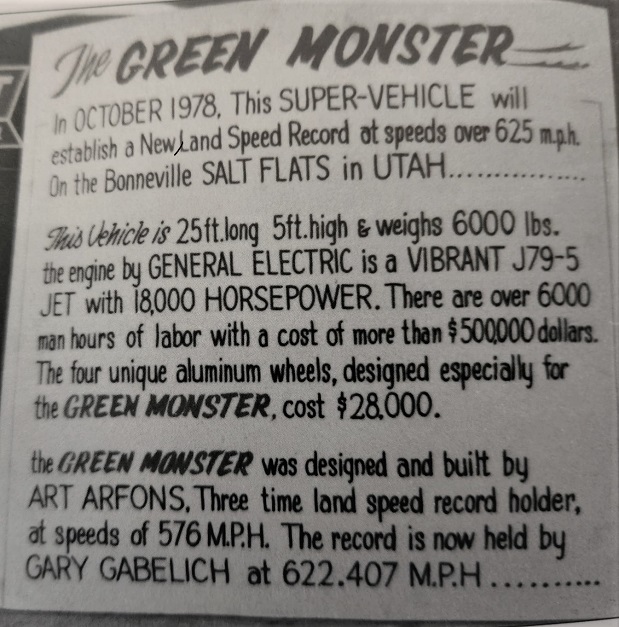 The GREEN MONSTER
In OCTOBER 1978, This SUPER-VEHICLE will
establish a New Land Speed Record at speeds over 625 m.p.h.
On the Bonneville SALT FLATS in UTAH...............
This Vehicle is 25ft.long 5ft.high & weighs 6000 lbs.
the engine by GENERAL ELECTRIC is a VIBRANT J79-5
JET with 18,000 HORSEPOWER. There are over 6000
man hours of labor with a cost of more than $500,000 dollars.
The four unique aluminum wheels, designed especially for
the GREEN MONSTER, cost $28,000.
the GREEN MONSTER was designed and built by
ART ARFONS, Three time land speed record holder,
at speeds of 576 M.P.H. The record is now held by
GARY GABELICH at 622.407 M.P.H..........